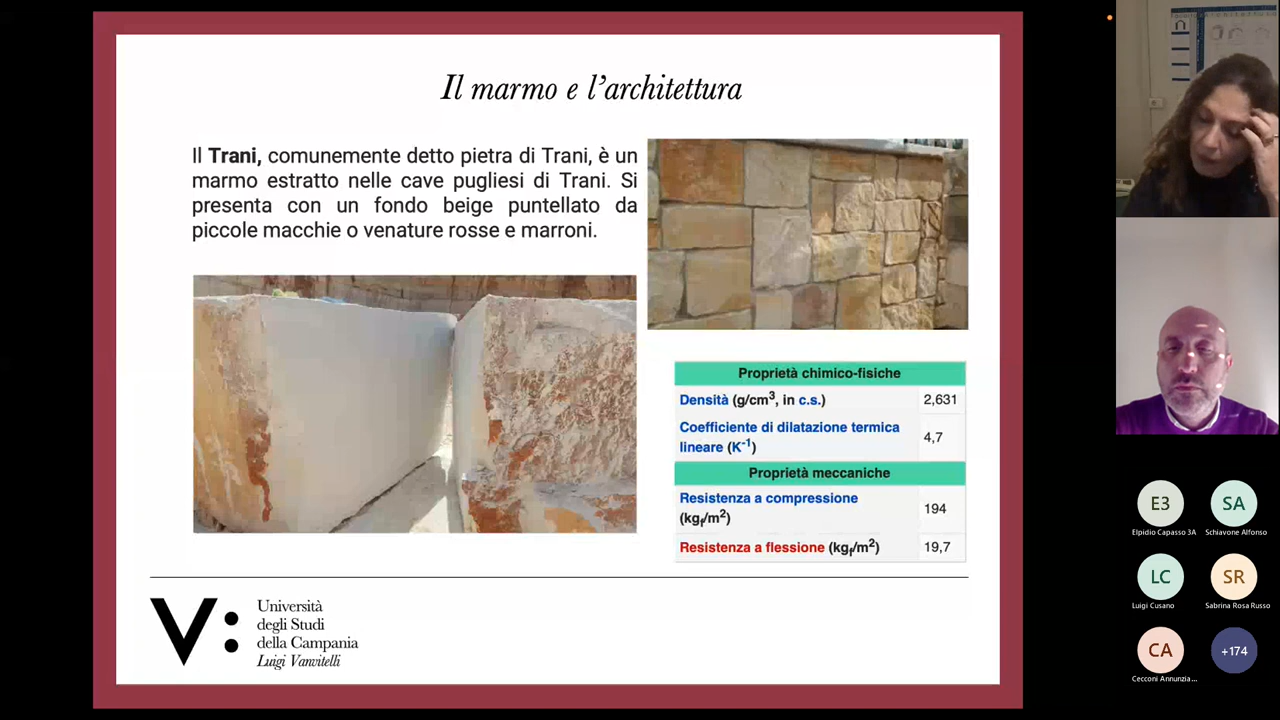 Il marmo e l'architettura
Il Trani, comunemente detto pietra di Trani, è un
marmo estratto nelle cave pugliesi di Trani. Si
presenta con un fondo beige puntellato da
piccole macchie o venature rosse e marroni.
Proprietà chimico-fisiche
Densità (g/cm³, in c.s.) 2,631
Coefficiente di dilatazione termica
lineare (K⁻¹) 4,7
Proprietà meccaniche
Resistenza a compressione
(kgf/m²) 194
Resistenza a flessione (kgf/m²) 19,7
V:
Università
degli Studi
della Campania
Luigi Vanvitelli
E3 SA
Elpidio Capasso 3A Schiavone Alfonso
LC SR
Luigi Cusano Sabrina Rosa Russo
CA +174
Cecconi Annunzia...